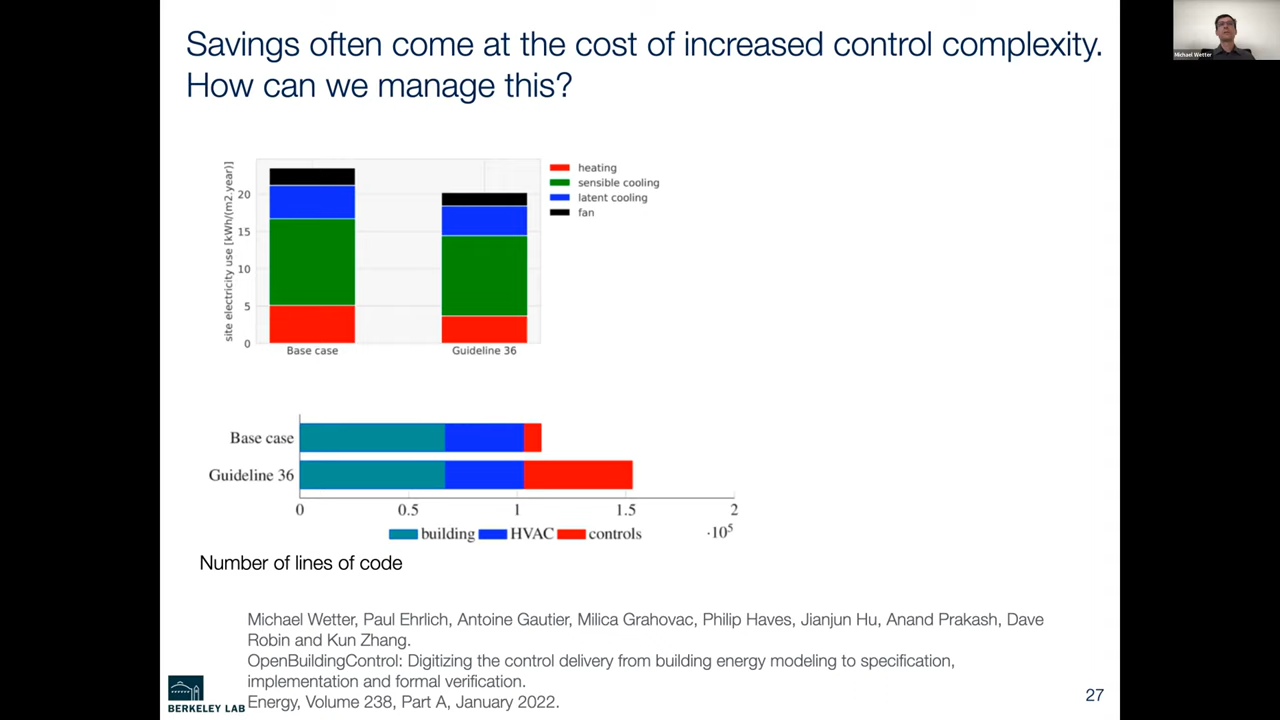 Savings often come at the cost of increased control complexity.
How can we manage this?
Michael Wetter
site electricity use [kWh/(m2.year)]
20
15
10
5
0
Base case
Guideline 36
heating
sensible cooling
latent cooling
fan
Base case
Guideline 36
0
0.5
1
1.5
2
·10⁵
building
HVAC
controls
Number of lines of code
Michael Wetter, Paul Ehrlich, Antoine Gautier, Milica Grahovac, Philip Haves, Jianjun Hu, Anand Prakash, Dave
Robin and Kun Zhang.
OpenBuildingControl: Digitizing the control delivery from building energy modeling to specification,
implementation and formal verification.
Energy, Volume 238, Part A, January 2022.
BERKELEY LAB
27